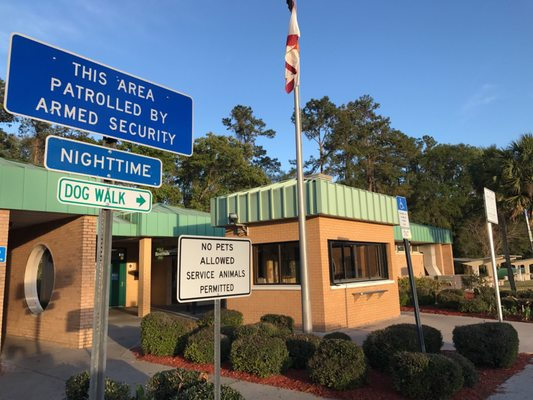 THIS AREA
PATROLLED BY
ARMED SECURITY
NIGHTTIME
DOG WALK
NO PETS
ALLOWED
SERVICE ANIMALS
PERMITTED